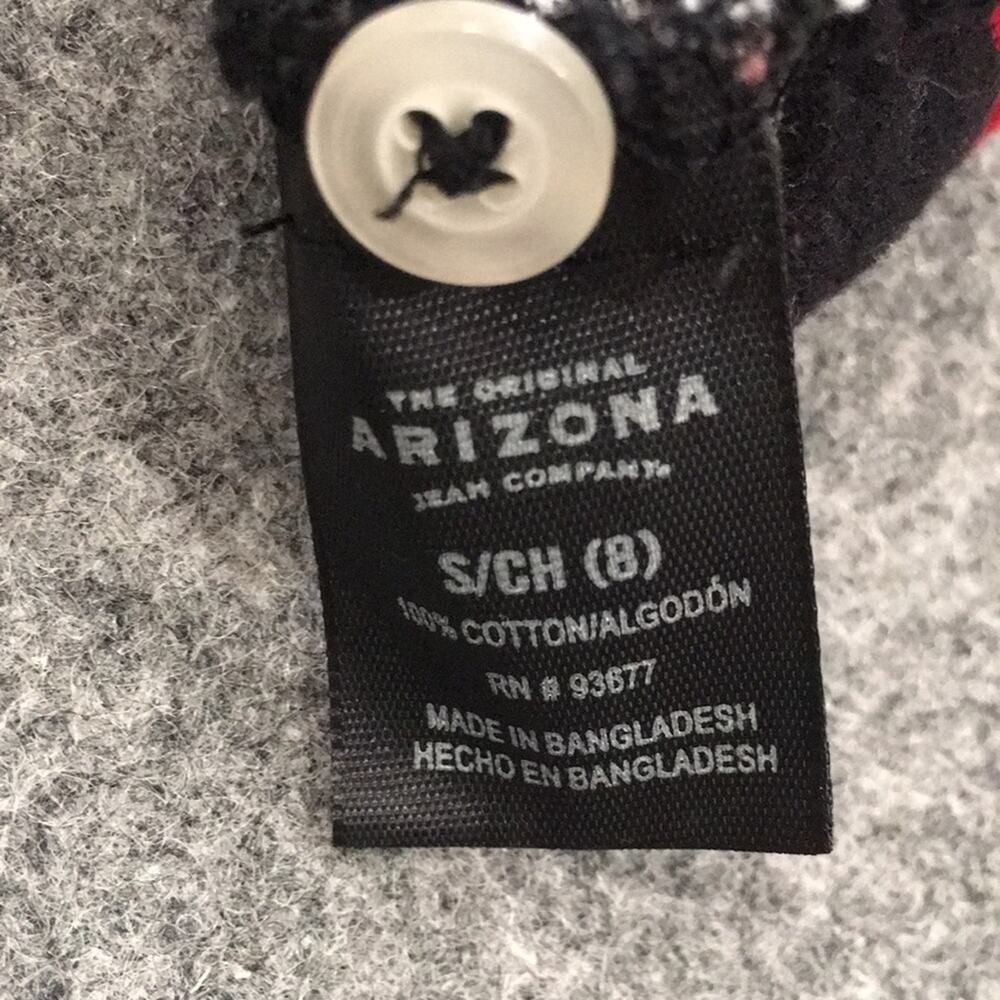 THE ORIGINAL
ARIZONA
JEAN COMPANY
S/CH (8)
100% COTTON/ALGODÓN
RN # 93677
MADE IN BANGLADESH
HECHO EN BANGLADESH